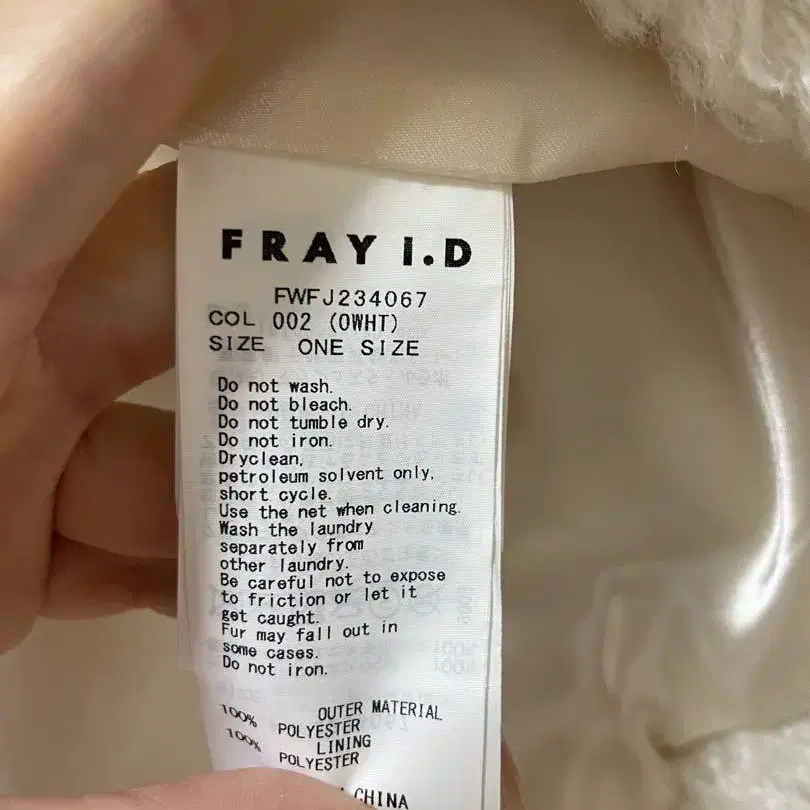 FRAY I.D
FWFJ234067
COL 002 (OWHT)
SIZE ONE SIZE
Do not wash.
Do not bleach.
Do not tumble dry.
Do not iron.
Dryclean,
petroleum solvent only,
short cycle.
Use the net when cleaning.
Wash the laundry
separately from
other laundry.
Be careful not to expose
to friction or let it
get caught.
Fur may fall out in
some cases.
Do not iron.
OUTER MATERIAL
100% POLYESTER
LINING
100% POLYESTER
CHINA